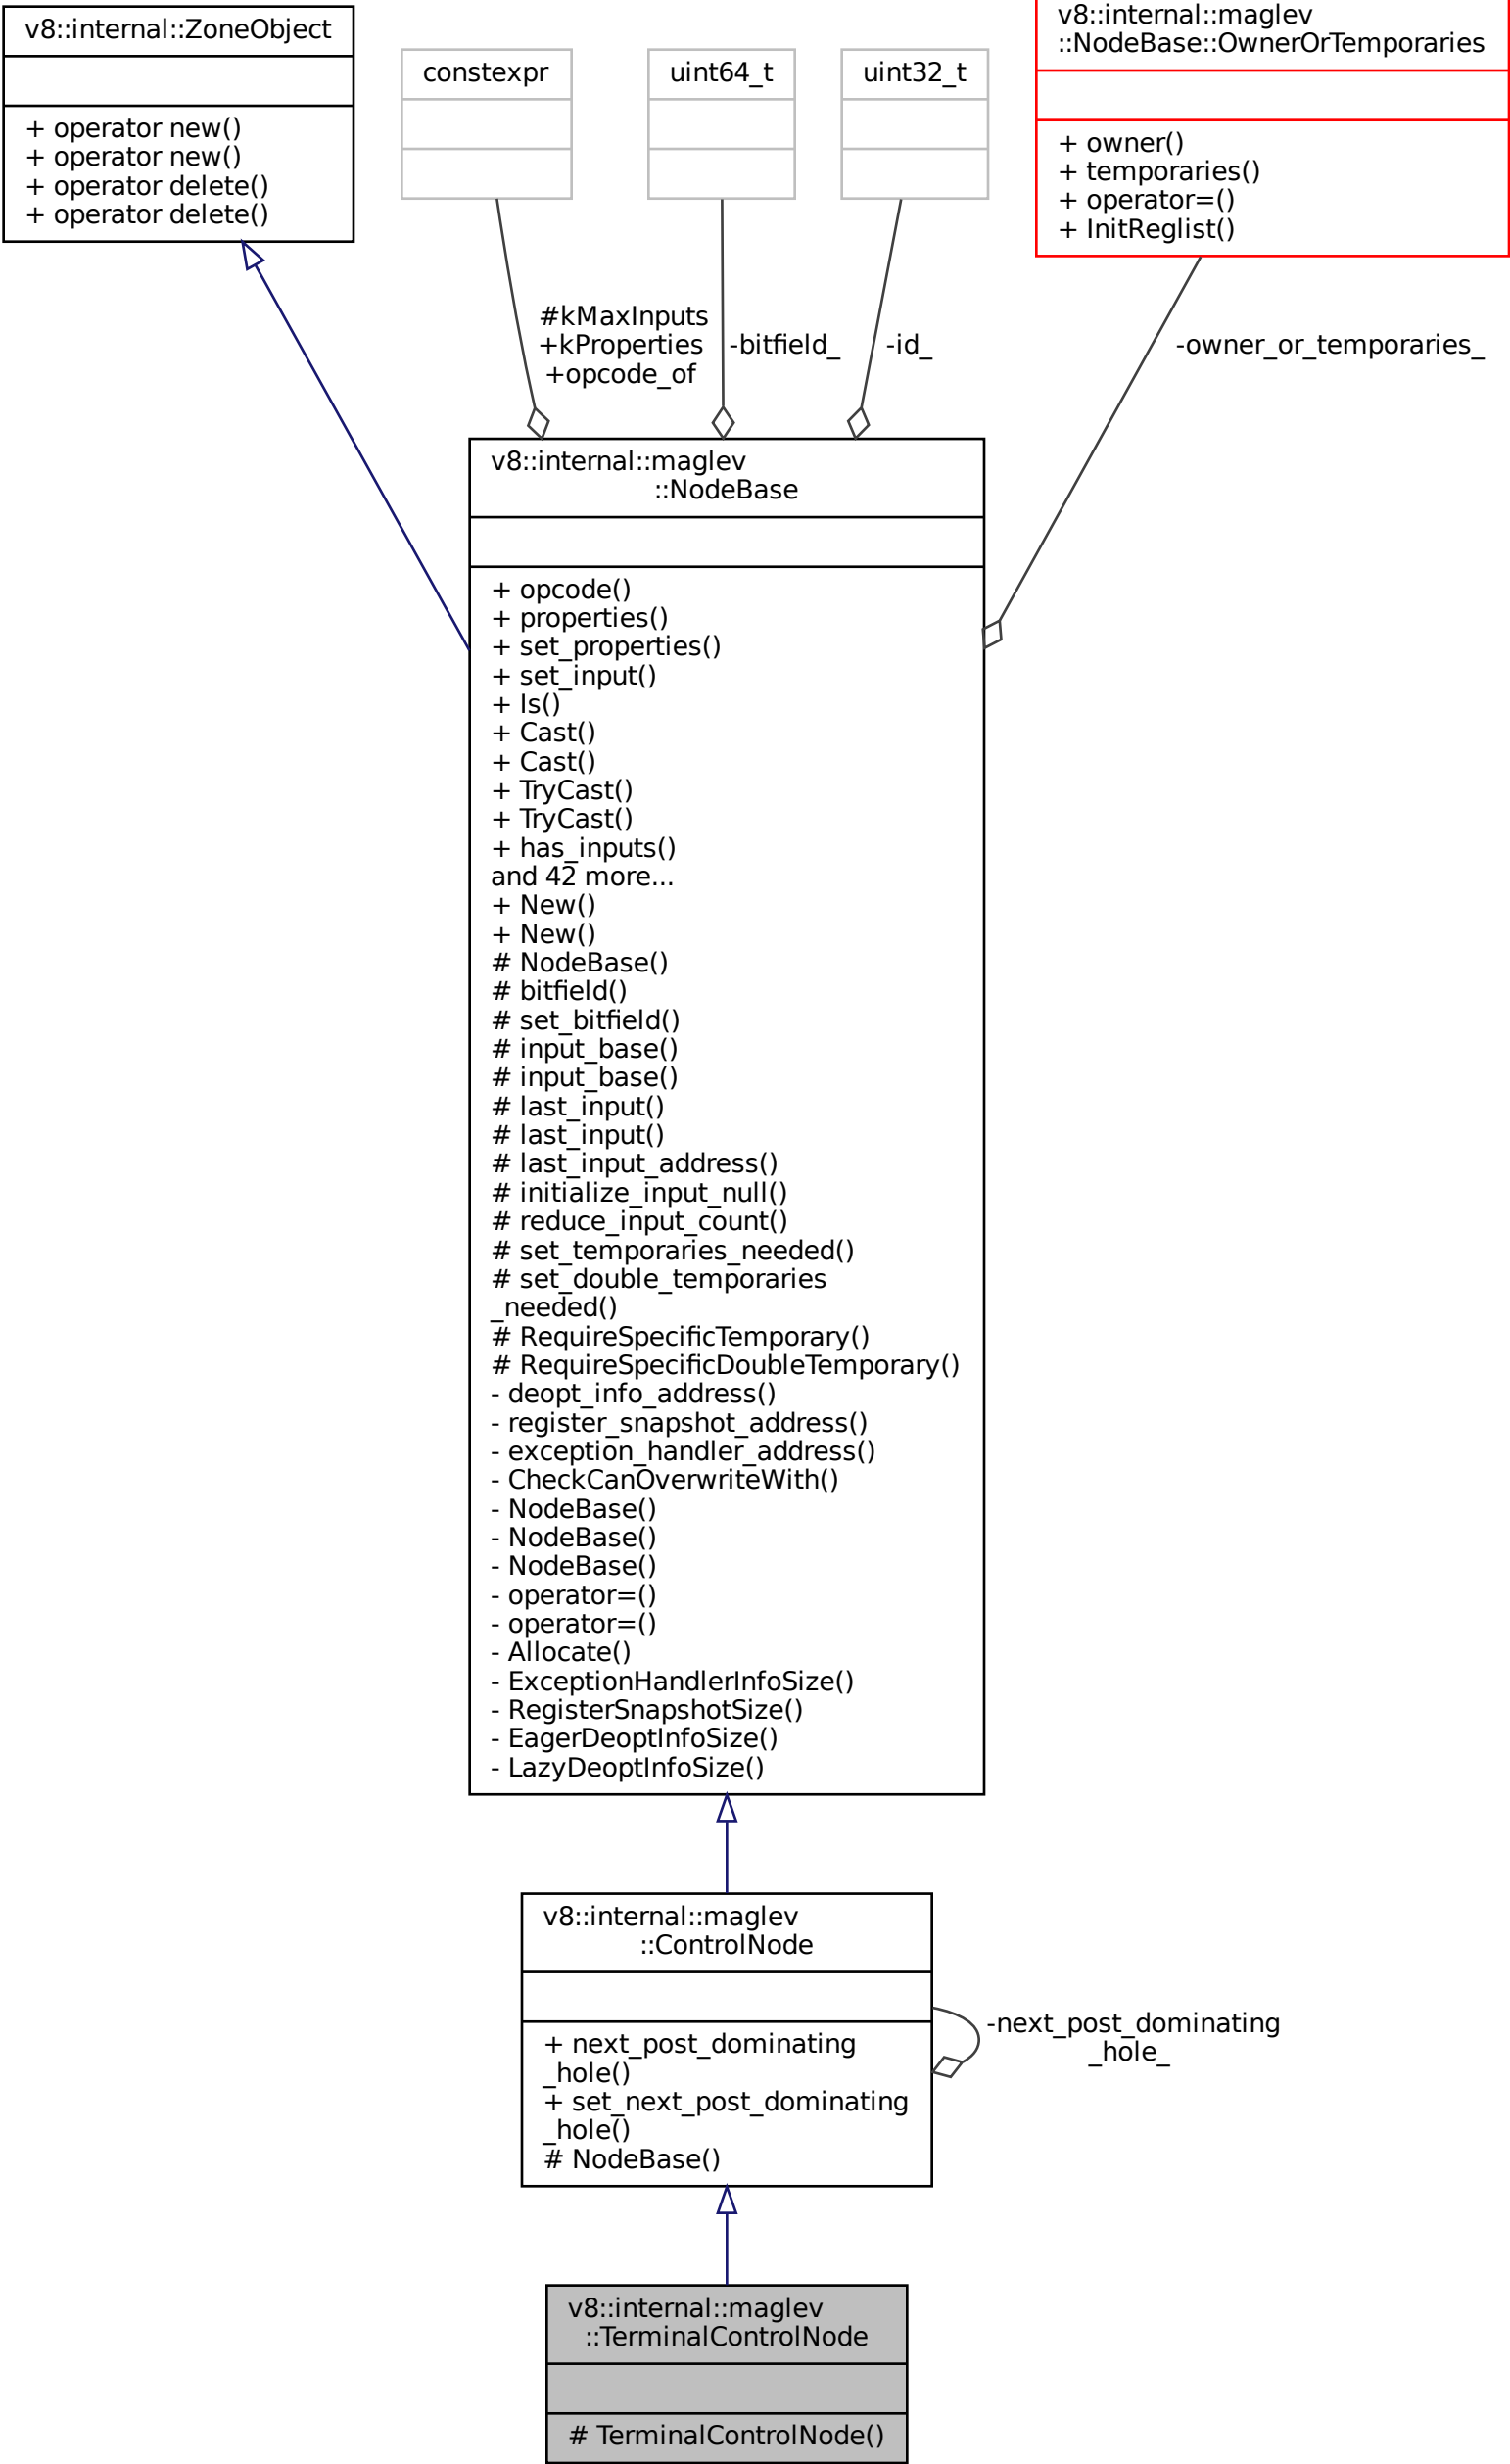 v8::internal::ZoneObject
+ operator new()
+ operator new()
+ operator delete()
+ operator delete()
constexpr
uint64_t
uint32_t
v8::internal::maglev
::NodeBase::OwnerOrTemporaries
+ owner()
+ temporaries()
+ operator=()
+ InitReglist()
#kMaxInputs
+kProperties
+opcode_of
-bitfield_
-id_
-owner_or_temporaries_
v8::internal::maglev
::NodeBase
+ opcode()
+ properties()
+ set_properties()
+ set_input()
+ Is()
+ Cast()
+ Cast()
+ TryCast()
+ TryCast()
+ has_inputs()
and 42 more...
+ New()
+ New()
# NodeBase()
# bitfield()
# set_bitfield()
# input_base()
# input_base()
# last_input()
# last_input()
# last_input_address()
# initialize_input_null()
# reduce_input_count()
# set_temporaries_needed()
# set_double_temporaries
_needed()
# RequireSpecificTemporary()
# RequireSpecificDoubleTemporary()
- deopt_info_address()
- register_snapshot_address()
- exception_handler_address()
- CheckCanOverwriteWith()
- NodeBase()
- NodeBase()
- NodeBase()
- operator=()
- operator=()
- Allocate()
- ExceptionHandlerInfoSize()
- RegisterSnapshotSize()
- EagerDeoptInfoSize()
- LazyDeoptInfoSize()
v8::internal::maglev
::ControlNode
+ next_post_dominating
_hole()
+ set_next_post_dominating
_hole()
# NodeBase()
-next_post_dominating
_hole_
v8::internal::maglev
::TerminalControlNode
# TerminalControlNode()